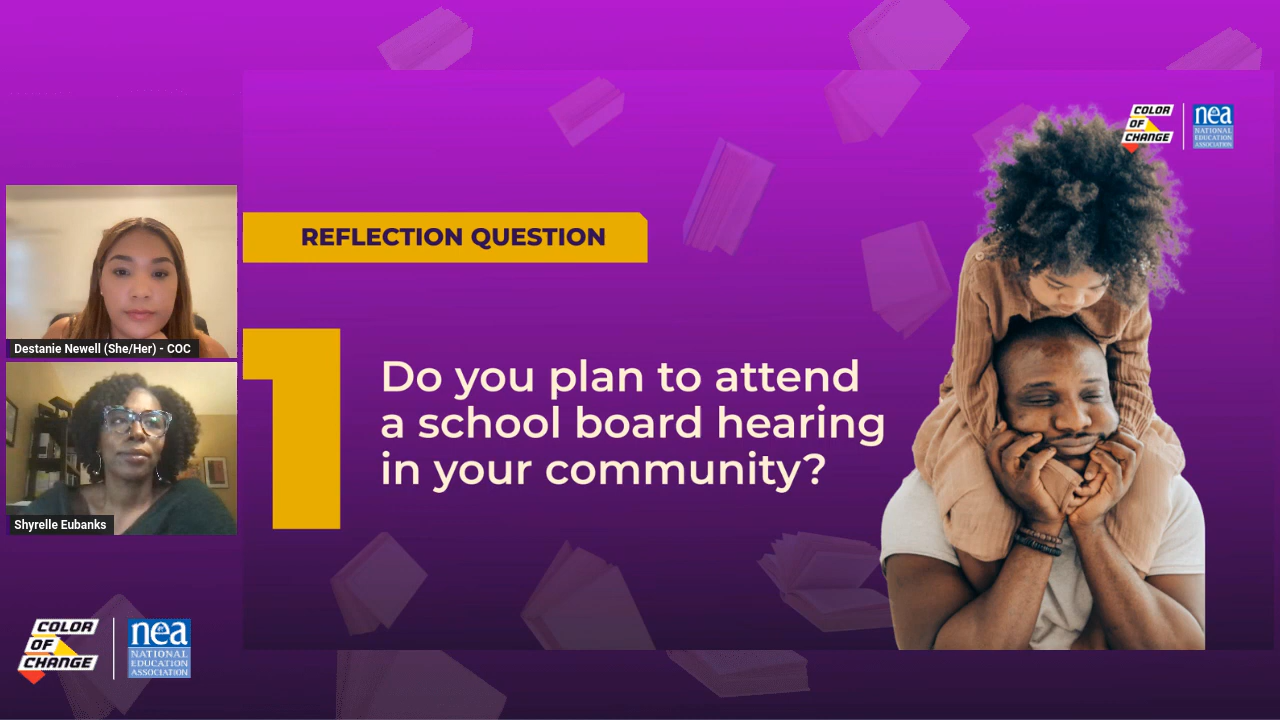 COLOR
OF
CHANGE
nea
NATIONAL
EDUCATION
ASSOCIATION
REFLECTION QUESTION
1
Do you plan to attend
a school board hearing
in your community?
Destanie Newell (She/Her) - COC
Shyrelle Eubanks
COLOR
OF
CHANGE
nea
NATIONAL
EDUCATION
ASSOCIATION